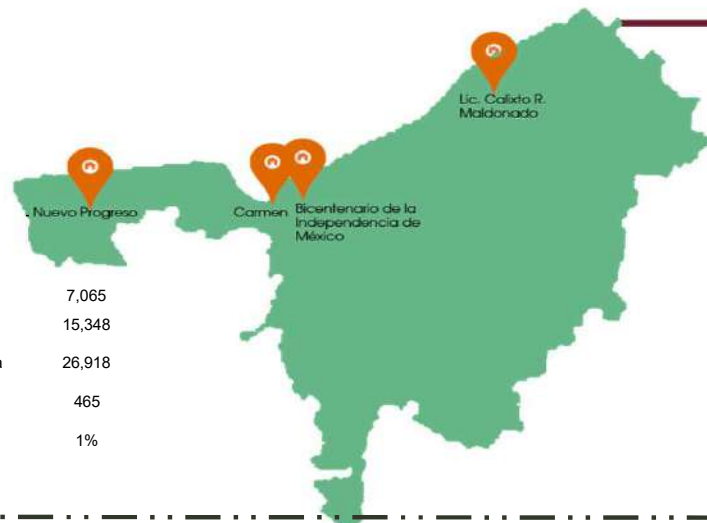 Lic. Calixto R.
Maldonado
. Nuevo Progreso
Carmen
Bicentenario de la
Independencia de
México
7,065
15,348
a 26,918
465
1%